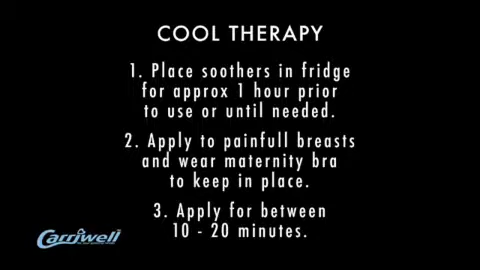 COOL THERAPY
1. Place soothers in fridge
for approx 1 hour prior
to use or until needed.
2. Apply to painfull breasts
and wear maternity bra
to keep in place.
3. Apply for between
10 - 20 minutes.
Carriwell